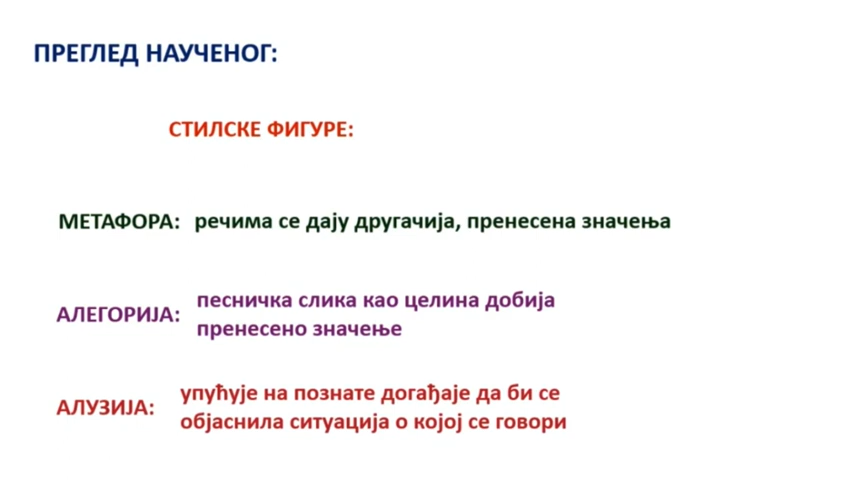 ПРЕГЛЕД НАУЧЕНОГ:
СТИЛСКЕ ФИГУРЕ:
МЕТАФОРА: речима се дају другачија, пренесена значења
АЛЕГОРИЈА: песничка слика као целина добија
пренесено значење
АЛУЗИЈА: упућује на познате догађаје да би се
објаснила ситуација о којој се говори